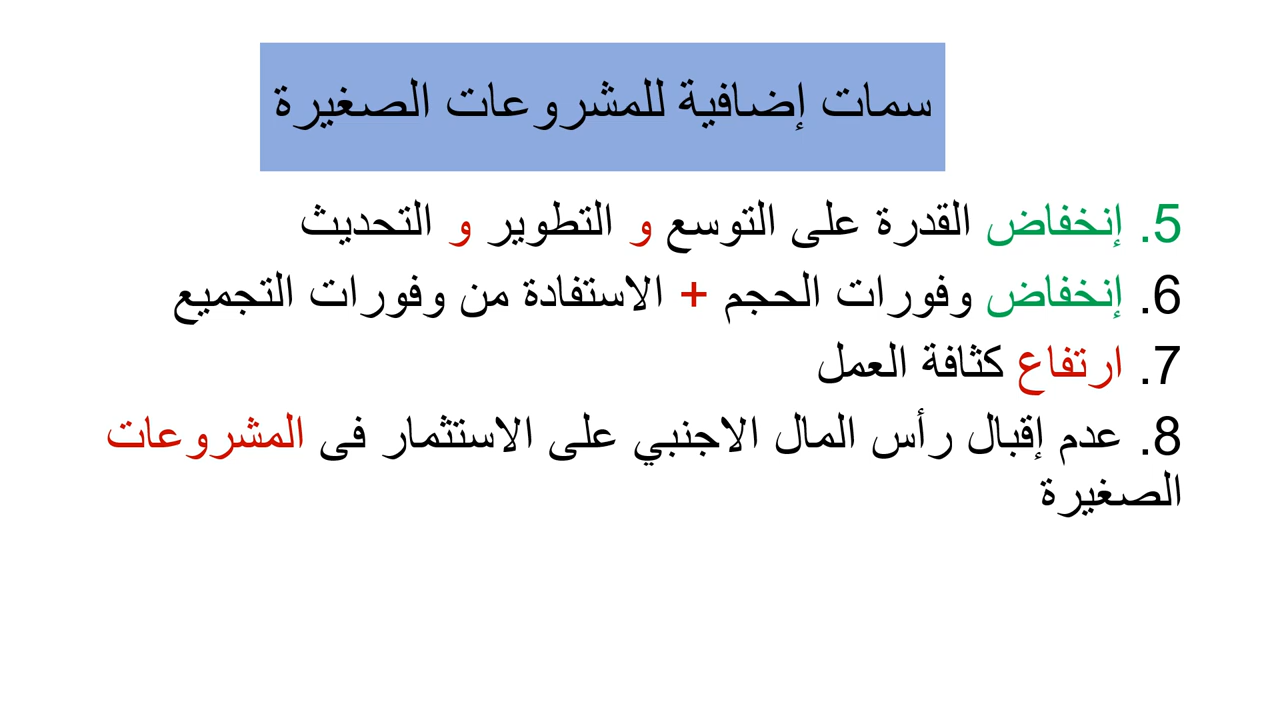 سمات إضافية للمشروعات الصغيرة
5. إنخفاض القدرة على التوسع و التطوير و التحديث
6. إنخفاض وفورات الحجم + الاستفادة من وفورات التجميع
7. ارتفاع كثافة العمل
8. عدم إقبال رأس المال الاجنبي على الاستثمار فى المشروعات
الصغيرة